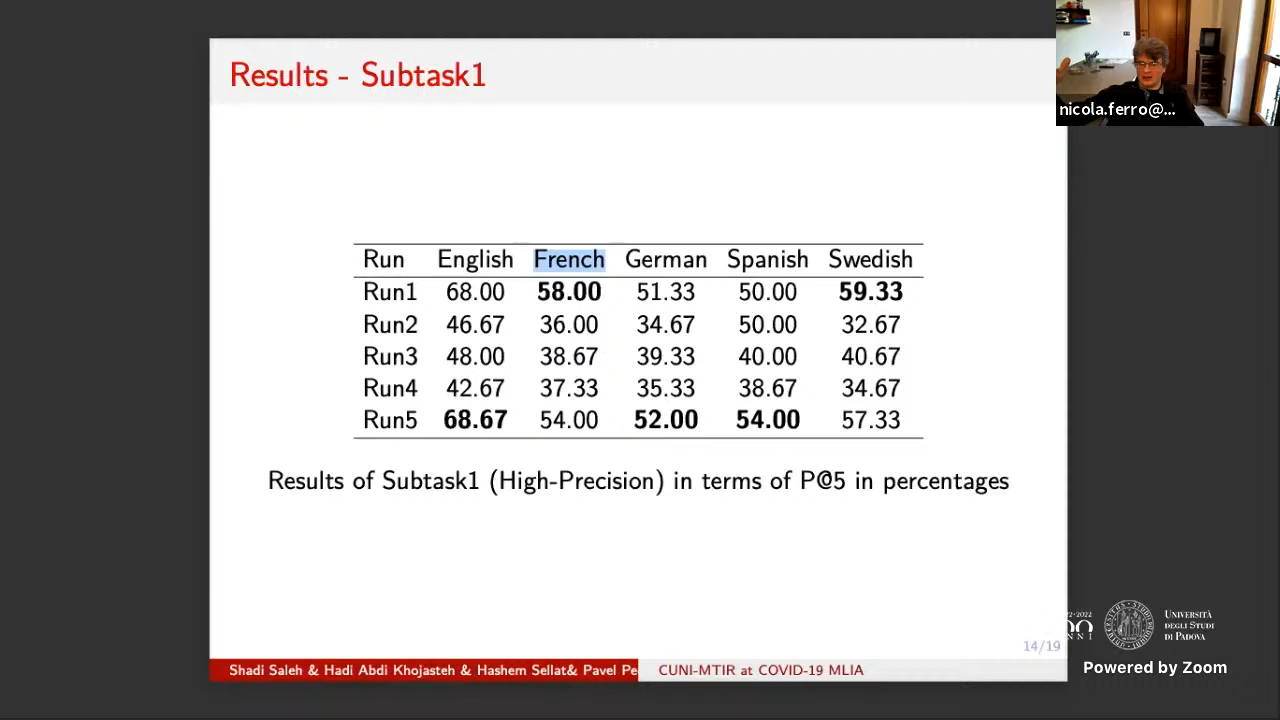 Results - Subtask1
nicola.ferro@...
Run English French German Spanish Swedish
Run1 68.00 58.00 51.33 50.00 59.33
Run2 46.67 36.00 34.67 50.00 32.67
Run3 48.00 38.67 39.33 40.00 40.67
Run4 42.67 37.33 35.33 38.67 34.67
Run5 68.67 54.00 52.00 54.00 57.33
Results of Subtask1 (High-Precision) in terms of P@5 in percentages
14/19
Shadi Saleh & Hadi Abdi Khojasteh & Hashem Sellat& Pavel Pe
CUNI-MTIR at COVID-19 MLIA
UNIVERSITÀ
DEGLI STUDI
DI PADOVA
Powered by Zoom